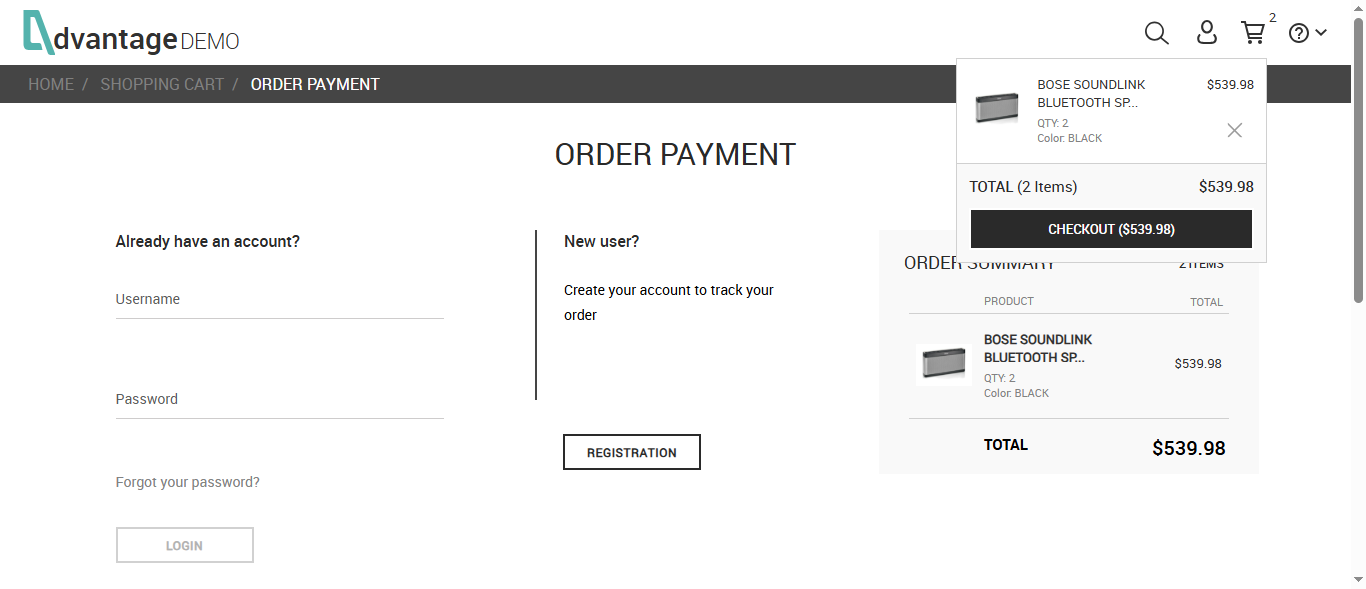 dvantage DEMO
2
HOME / SHOPPING CART / ORDER PAYMENT
BOSE SOUNDLINK
BLUETOOTH SP...
$539.98
QTY: 2
Color: BLACK
TOTAL (2 Items) $539.98
CHECKOUT ($539.98)
ORDER PAYMENT
Already have an account?
Username
Password
Forgot your password?
LOGIN
New user?
Create your account to track your
order
REGISTRATION
ORDER SUMMARY 2 ITEMS
PRODUCT TOTAL
BOSE SOUNDLINK
BLUETOOTH SP...
$539.98
QTY: 2
Color: BLACK
TOTAL $539.98